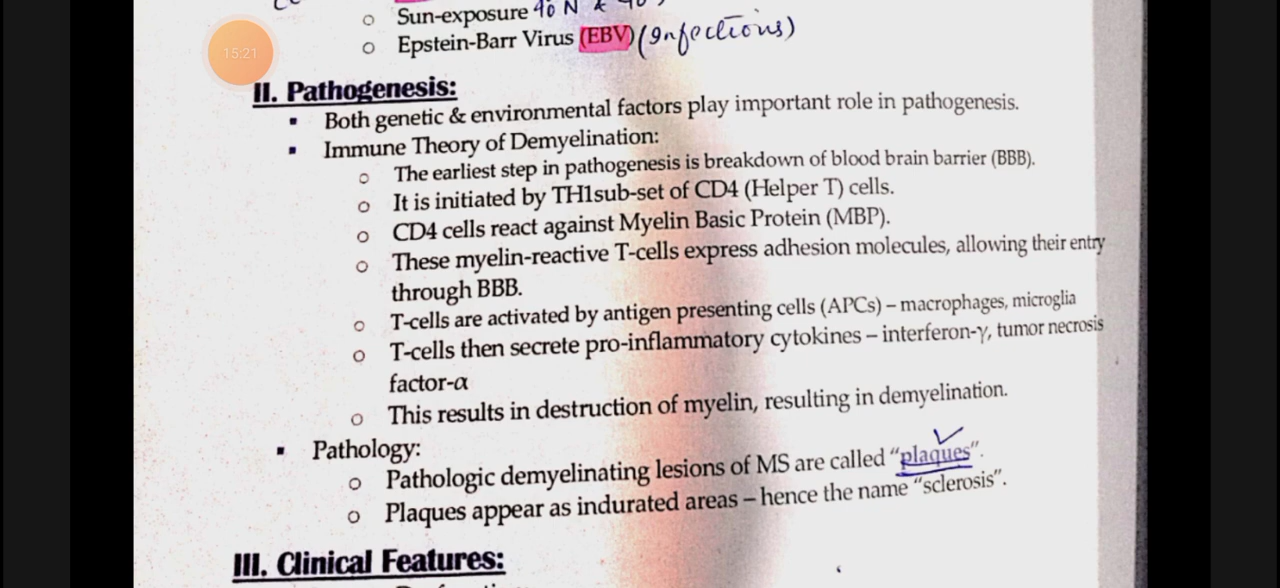 Sun-exposure 40 N &
Epstein-Barr Virus (EBV) (Infections)
15:21
II. Pathogenesis:
Both genetic & environmental factors play important role in pathogenesis.
Immune Theory of Demyelination:
The earliest step in pathogenesis is breakdown of blood brain barrier (BBB).
It is initiated by TH1sub-set of CD4 (Helper T) cells.
CD4 cells react against Myelin Basic Protein (MBP).
These myelin-reactive T-cells express adhesion molecules, allowing their entry
through BBB.
T-cells are activated by antigen presenting cells (APCs) – macrophages, microglia
T-cells then secrete pro-inflammatory cytokines – interferon-γ, tumor necrosis
factor-α
This results in destruction of myelin, resulting in demyelination.
Pathology:
Pathologic demyelinating lesions of MS are called “plaques”.
Plaques appear as indurated areas – hence the name “sclerosis”.
III. Clinical Features: